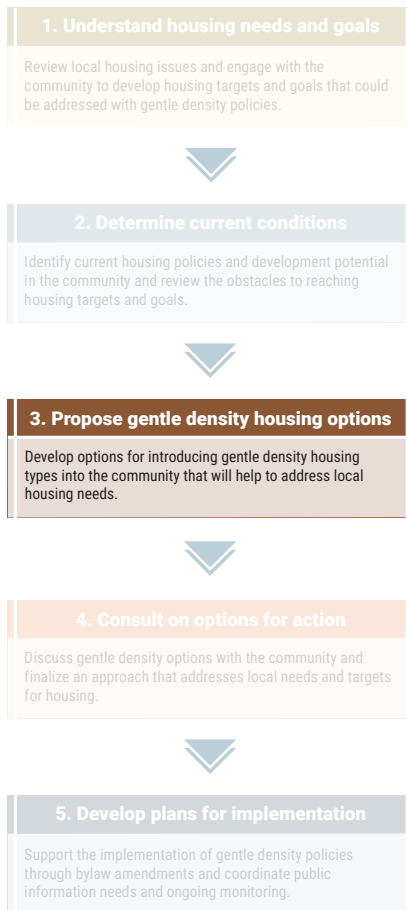 1. Understand housing needs and goals
Review local housing issues and engage with the
community to develop housing targets and goals that could
be addressed with gentle density policies.
2. Determine current conditions
Identify current housing policies and development potential
in the community and review the obstacles to reaching
housing targets and goals.
3. Propose gentle density housing options
Develop options for introducing gentle density housing
types into the community that will help to address local
housing needs.
4. Consult on options for action
Discuss gentle density options with the community and
finalize an approach that addresses local needs and targets
for housing.
5. Develop plans for implementation
Support the implementation of gentle density policies
through bylaw amendments and coordinate public
information needs and ongoing monitoring.